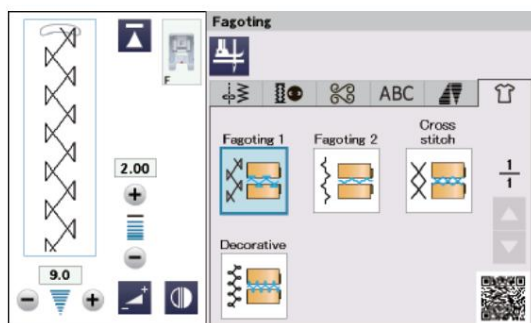 Fagoting
F
ABC
Fagoting 1
Fagoting 2
Cross
stitch
1
1
2.00
Decorative
9.0